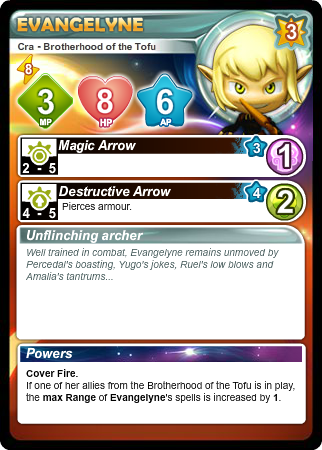 EVANGELYNE
3
Cra - Brotherhood of the Tofu
8
3
MP
8
HP
6
AP
Magic Arrow
3
1
2 - 5
Destructive Arrow
4
2
4 - 5
Pierces armour.
Unflinching archer
Well trained in combat, Evangelyne remains unmoved by
Percedal's boasting, Yugo's jokes, Ruel's low blows and
Amalia's tantrums...
Powers
Cover Fire.
If one of her allies from the Brotherhood of the Tofu is in play,
the max Range of Evangelyne's spells is increased by 1.